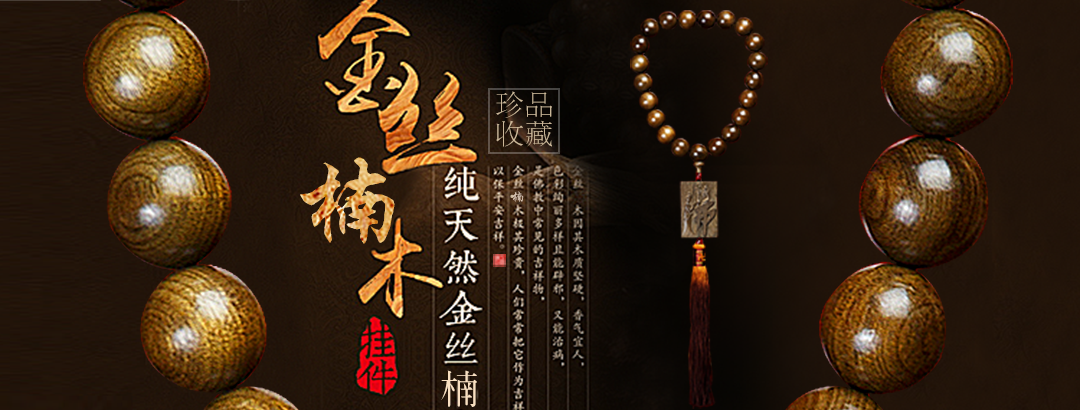 金丝楠木
挂件
纯天然金丝楠
珍品
收藏
金丝 木因其木质坚硬，香气宜人，
色彩绚丽多样且能辟邪，又能治病，
是佛教中常见的吉祥物。
金丝楠木极其珍贵，人们常常把它作为吉祥
以保平安吉祥。